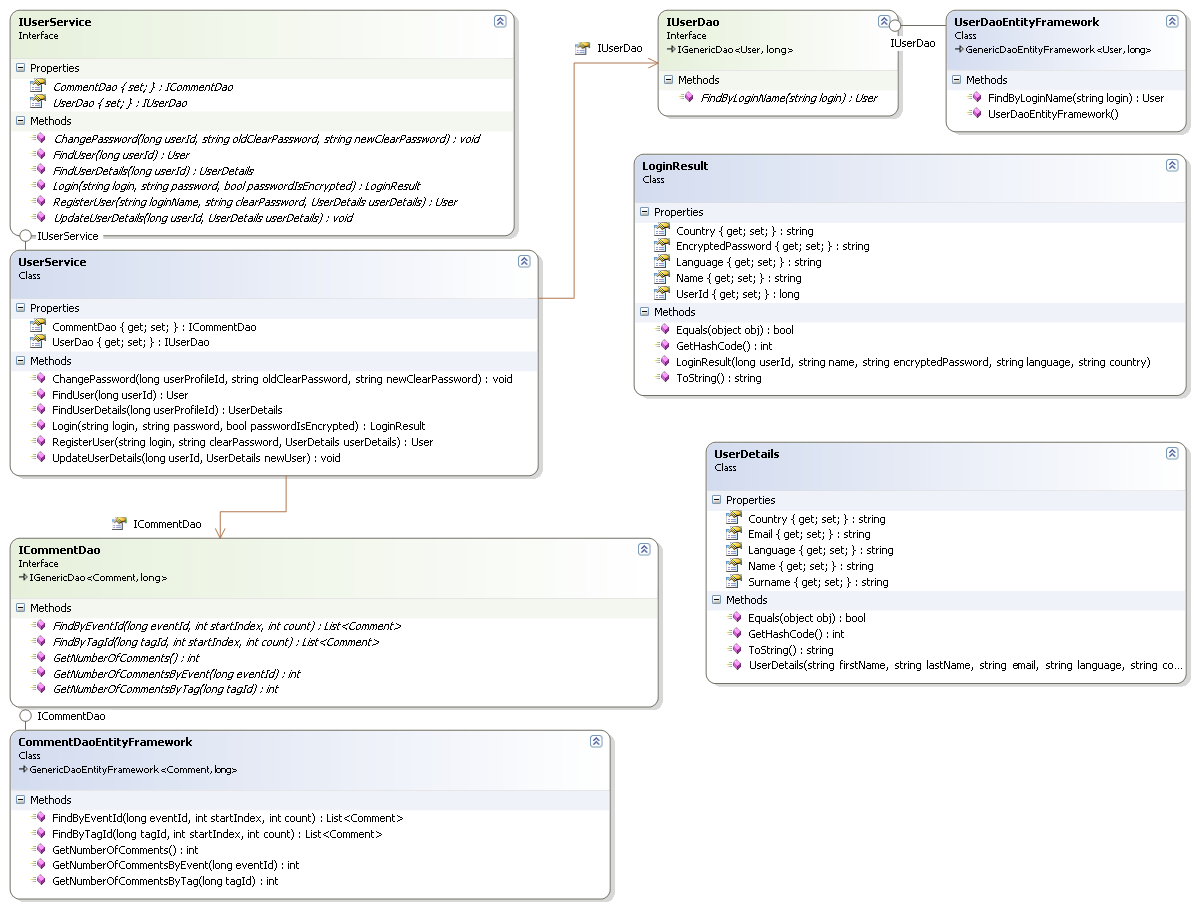 IUserService
Interface
Properties
CommentDao { set; } : ICommentDao
UserDao { set; } : IUserDao
Methods
ChangePassword(long userId, string oldClearPassword, string newClearPassword) : void
FindUser(long userId) : User
FindUserDetails(long userId) : UserDetails
Login(string login, string password, bool passwordIsEncrypted) : LoginResult
RegisterUser(string loginName, string clearPassword, UserDetails userDetails) : User
UpdateUserDetails(long userId, UserDetails userDetails) : void
IUserService
UserService
Class
Properties
CommentDao { get; set; } : ICommentDao
UserDao { get; set; } : IUserDao
Methods
ChangePassword(long userProfileId, string oldClearPassword, string newClearPassword) : void
FindUser(long userId) : User
FindUserDetails(long userProfileId) : UserDetails
Login(string login, string password, bool passwordIsEncrypted) : LoginResult
RegisterUser(string login, string clearPassword, UserDetails userDetails) : User
UpdateUserDetails(long userId, UserDetails newUser) : void
ICommentDao
ICommentDao
Interface
IGenericDao<Comment, long>
Methods
FindByEventId(long eventId, int startIndex, int count) : List<Comment>
FindByTagId(long tagId, int startIndex, int count) : List<Comment>
GetNumberOfComments() : int
GetNumberOfCommentsByEvent(long eventId) : int
GetNumberOfCommentsByTag(long tagId) : int
ICommentDao
CommentDaoEntityFramework
Class
GenericDaoEntityFramework<Comment, long>
Methods
FindByEventId(long eventId, int startIndex, int count) : List<Comment>
FindByTagId(long tagId, int startIndex, int count) : List<Comment>
GetNumberOfComments() : int
GetNumberOfCommentsByEvent(long eventId) : int
GetNumberOfCommentsByTag(long tagId) : int
IUserDao
IUserDao
Interface
IGenericDao<User, long>
Methods
FindByLoginName(string login) : User
IUserDao
UserDaoEntityFramework
Class
GenericDaoEntityFramework<User, long>
Methods
FindByLoginName(string login) : User
UserDaoEntityFramework()
LoginResult
Class
Properties
Country { get; set; } : string
EncryptedPassword { get; set; } : string
Language { get; set; } : string
Name { get; set; } : string
UserId { get; set; } : long
Methods
Equals(object obj) : bool
GetHashCode() : int
LoginResult(long userId, string name, string encryptedPassword, string language, string country)
ToString() : string
UserDetails
Class
Properties
Country { get; set; } : string
Email { get; set; } : string
Language { get; set; } : string
Name { get; set; } : string
Surname { get; set; } : string
Methods
Equals(object obj) : bool
GetHashCode() : int
ToString() : string
UserDetails(string firstName, string lastName, string email, string language, string co...